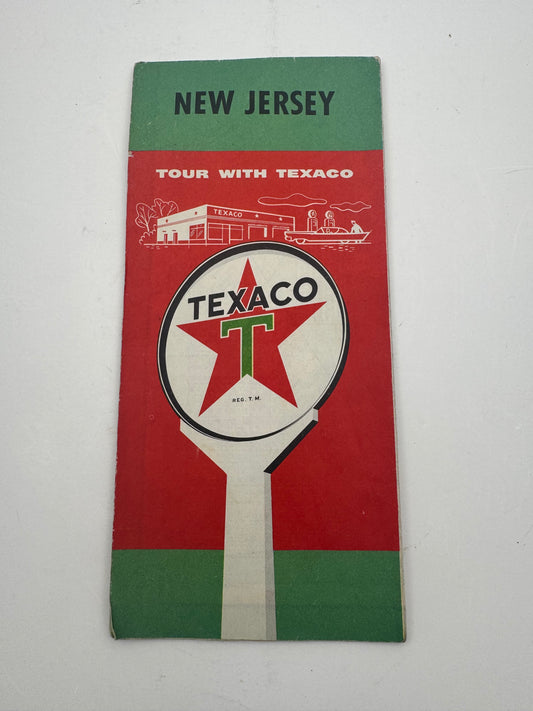 NEW JERSEY
TOUR WITH TEXACO
TEXACO
TEXACO
T
REG. T. M.